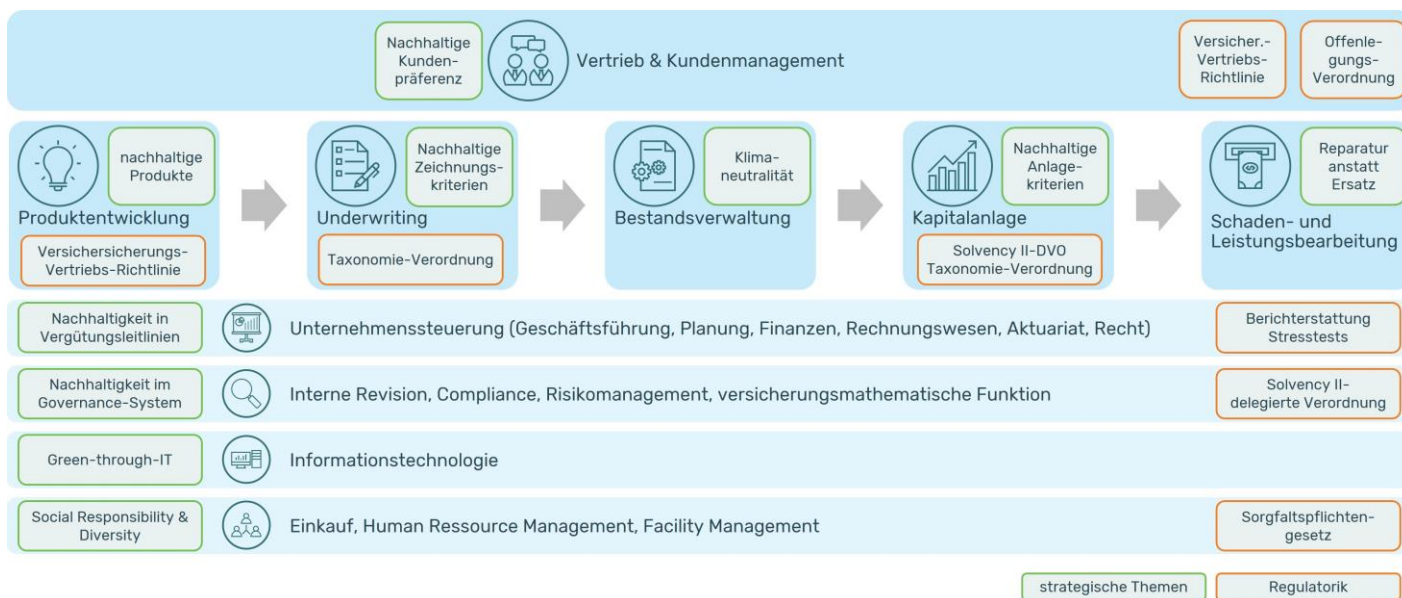 Nachhaltige
Kunden-
präferenz
Vertrieb & Kundenmanagement
Versicher.-
Vertriebs-
Richtlinie
Offenle-
gungs-
Verordnung
nachhaltige
Produkte
Produktentwicklung
Versichersicherungs-
Vertriebs-Richtlinie
Nachhaltige
Zeichnungs-
kriterien
Underwriting
Taxonomie-Verordnung
Klima-
neutralität
Bestandsverwaltung
Nachhaltige
Anlage-
kriterien
Kapitalanlage
Solvency II-DVO
Taxonomie-Verordnung
Reparatur
anstatt
Ersatz
Schaden- und
Leistungsbearbeitung
Nachhaltigkeit in
Vergütungsleitlinien
Unternehmenssteuerung (Geschäftsführung, Planung, Finanzen, Rechnungswesen, Aktuariat, Recht)
Berichterstattung
Stresstests
Nachhaltigkeit im
Governance-System
Interne Revision, Compliance, Risikomanagement, versicherungsmathematische Funktion
Solvency II-
delegierte Verordnung
Green-through-IT
Informationstechnologie
Social Responsibility &
Diversity
Einkauf, Human Ressource Management, Facility Management
Sorgfaltspflichten-
gesetz
strategische Themen
Regulatorik